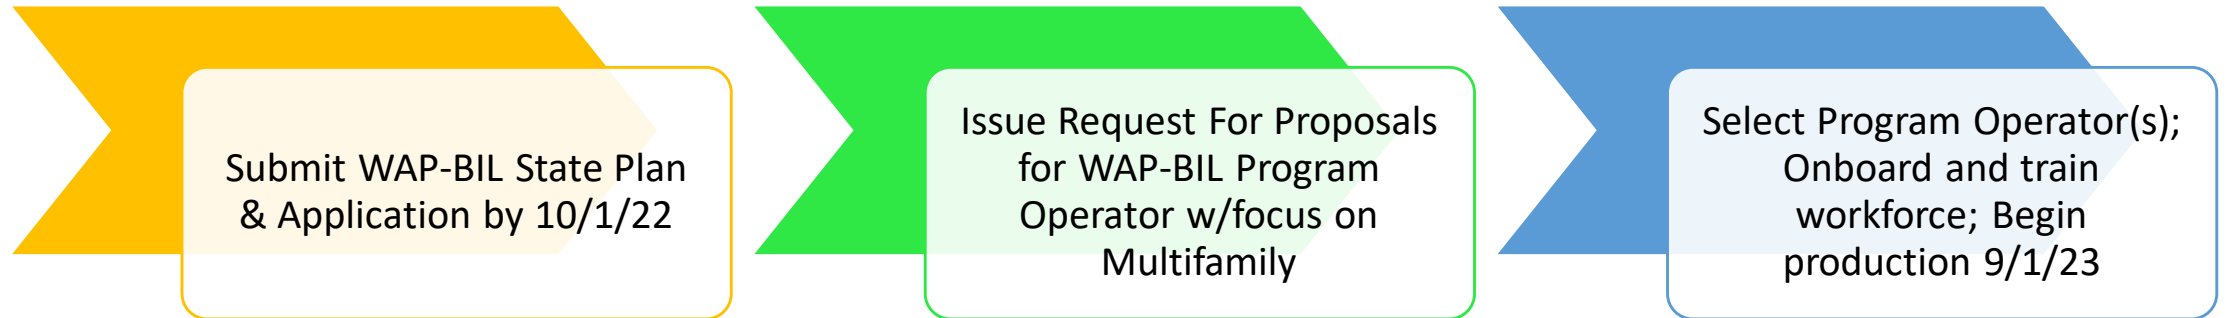 Submit WAP-BIL State Plan
& Application by 10/1/22
Issue Request For Proposals
for WAP-BIL Program
Operator w/focus on
Multifamily
Select Program Operator(s);
Onboard and train
workforce; Begin
production 9/1/23